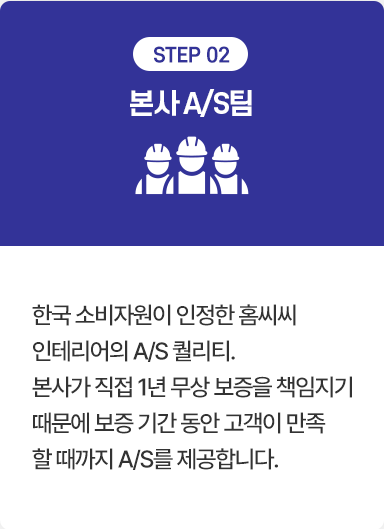 STEP 02
본사 A/S팀
한국 소비자원이 인정한 홈씨씨
인테리어의 A/S 퀄리티.
본사가 직접 1년 무상 보증을 책임지기
때문에 보증 기간 동안 고객이 만족
할 때까지 A/S를 제공합니다.